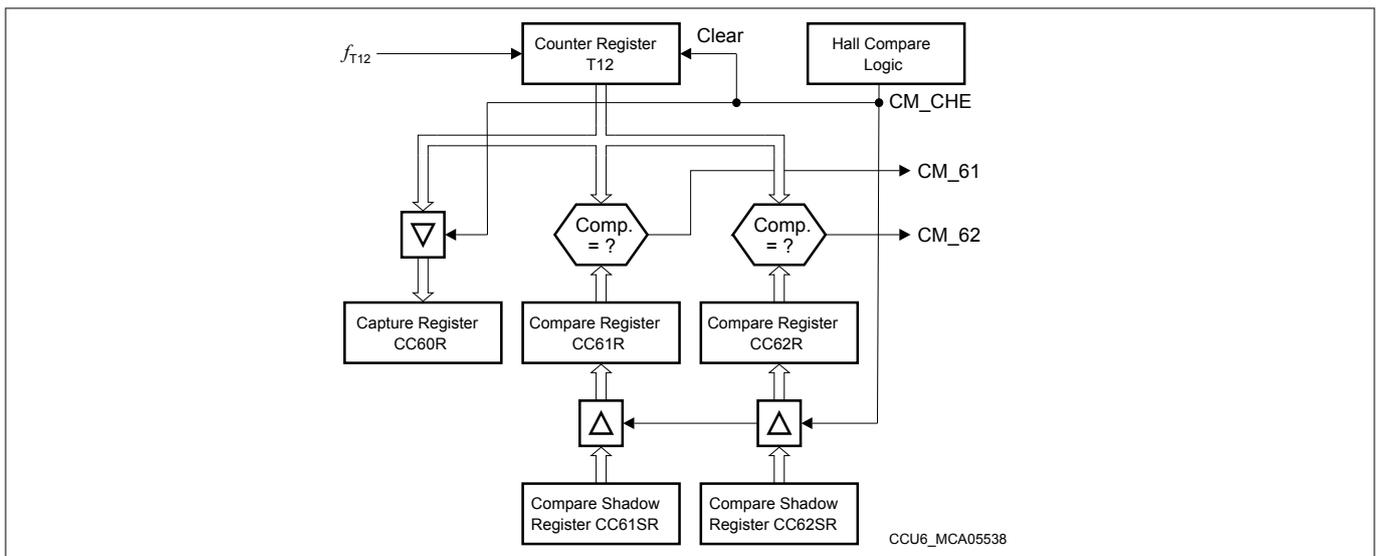 Counter Register
T12
Clear
Hall Compare
Logic
fT12
CM_CHE
CM_61
Comp.
= ?
Comp.
= ?
CM_62
Capture Register
CC60R
Compare Register
CC61R
Compare Register
CC62R
Compare Shadow
Register CC61SR
Compare Shadow
Register CC62SR
CCU6_MCA05538